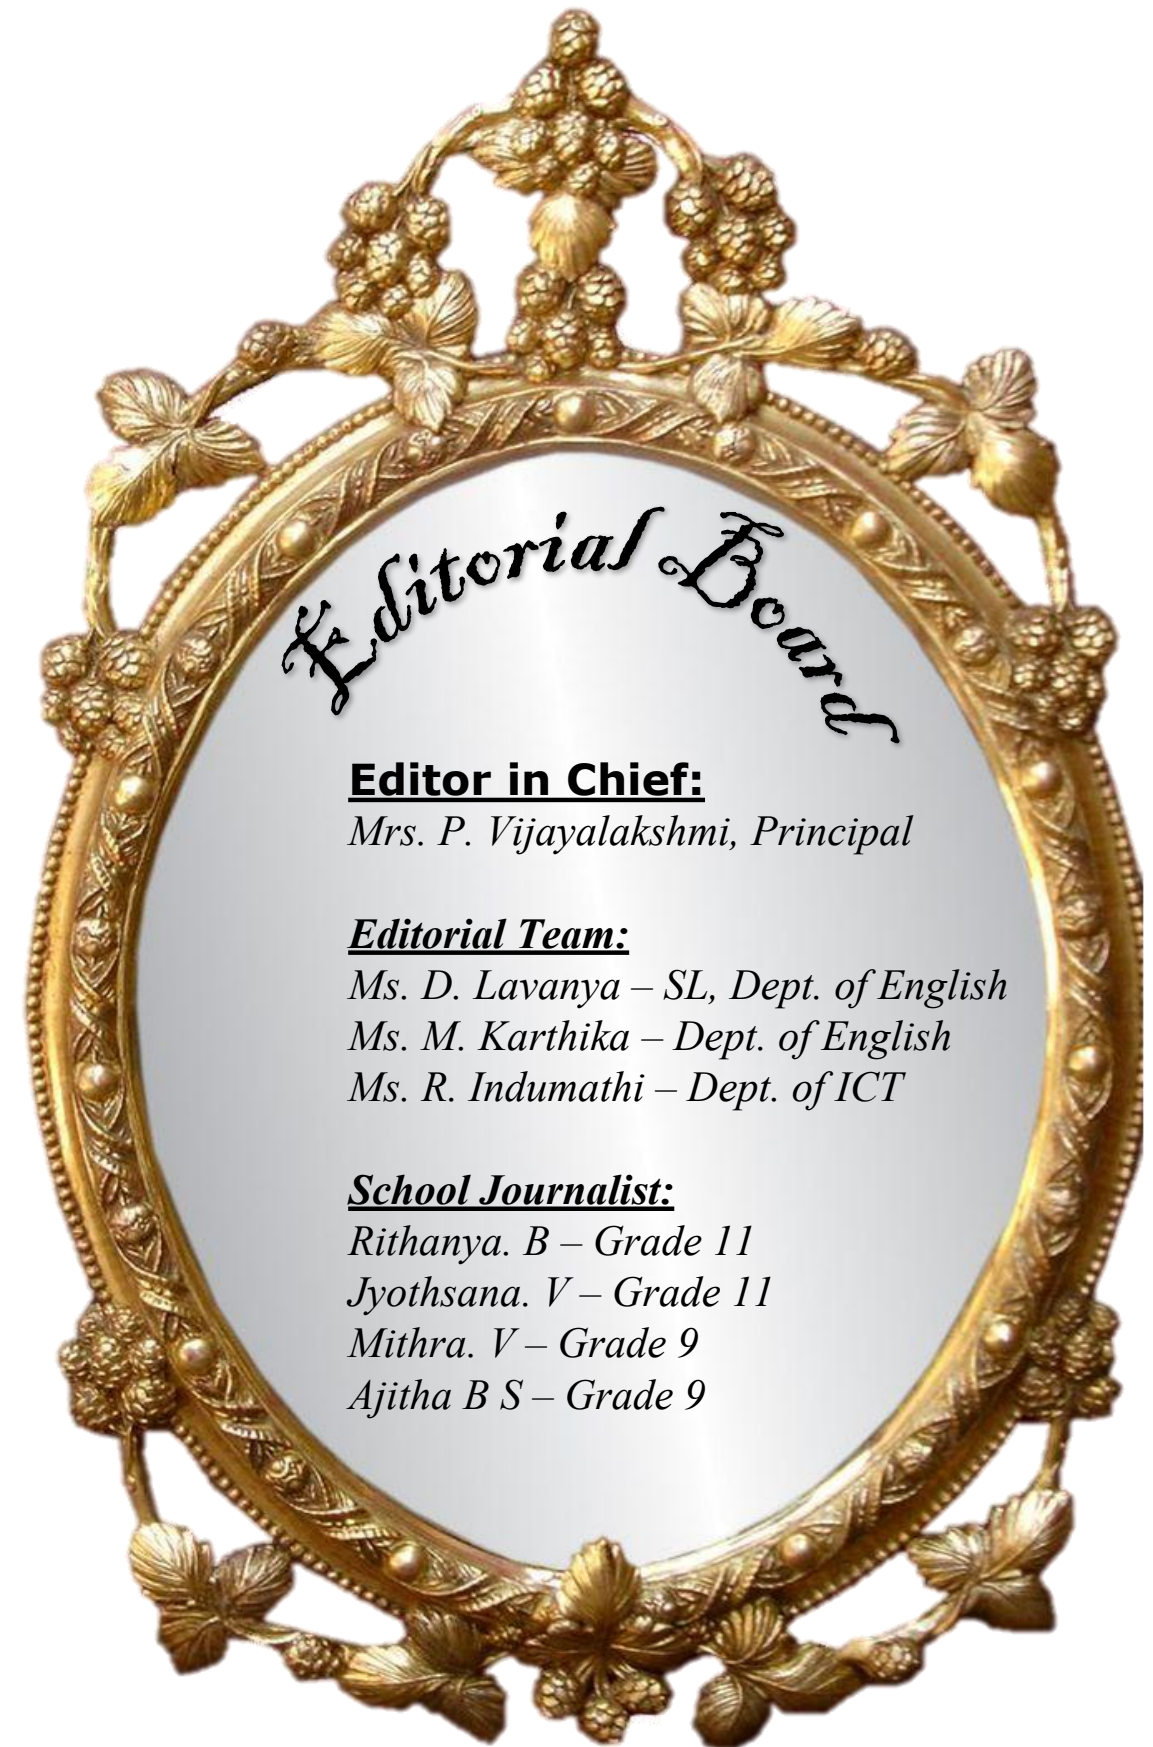 Editorial Board
Editor in Chief:
Mrs. P. Vijayalakshmi, Principal
Editorial Team:
Ms. D. Lavanya – SL, Dept. of English
Ms. M. Karthika – Dept. of English
Ms. R. Indumathi – Dept. of ICT
School Journalist:
Rithanya. B – Grade 11
Jyothsana. V – Grade 11
Mithra. V – Grade 9
Ajitha B S – Grade 9